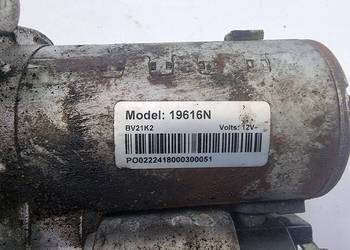 Model: 19616N
BV21K2 Volts: 12V-
PO0222418000300051